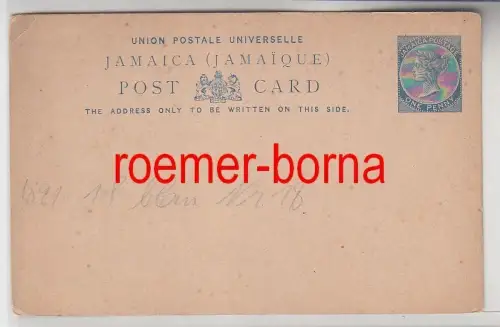 UNION POSTALE UNIVERSELLE
JAMAICA (JAMAÏQUE)
POST CARD
THE ADDRESS ONLY TO BE WRITTEN ON THIS SIDE.
JAMAICA POSTAGE
ONE PENNY
roemer-borna
1891